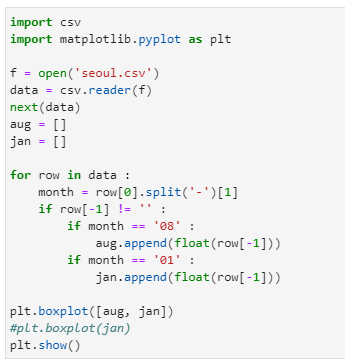 import csv
import matplotlib.pyplot as plt

f = open('seoul.csv')
data = csv.reader(f)
next(data)
aug = []
jan = []

for row in data :
    month = row[0].split('-')[1]
    if row[-1] != '' :
        if month == '08' :
            aug.append(float(row[-1]))
        if month == '01' :
            jan.append(float(row[-1]))

plt.boxplot([aug, jan])
#plt.boxplot(jan)
plt.show()